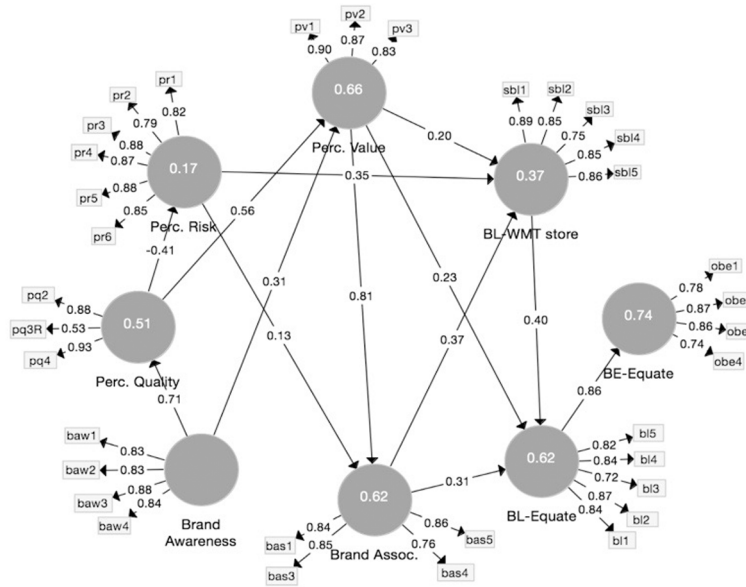 pv1
pv2
pv3
0.90
0.87
0.83
0.66
Perc. Value
pr1
pr2
pr3
pr4
pr5
pr6
0.82
0.79
0.88
0.87
0.88
0.85
0.17
Perc. Risk
sbl1
sbl2
sbl3
sbl4
sbl5
0.89
0.85
0.75
0.85
0.86
0.37
BL-WMT store
0.20
0.35
0.56
-0.41
0.31
0.81
0.23
0.13
0.37
0.40
pq2
pq3R
pq4
0.88
0.53
0.93
0.51
Perc. Quality
0.71
obe1
obe
obe
obe4
0.78
0.87
0.86
0.74
0.74
BE-Equate
0.86
baw1
baw2
baw3
baw4
0.83
0.83
0.88
0.84
Brand
Awareness
0.62
Brand Assoc.
bas1
bas3
bas4
bas5
0.84
0.85
0.76
0.86
0.31
0.62
BL-Equate
bl5
bl4
bl3
bl2
bl1
0.82
0.84
0.72
0.87
0.84